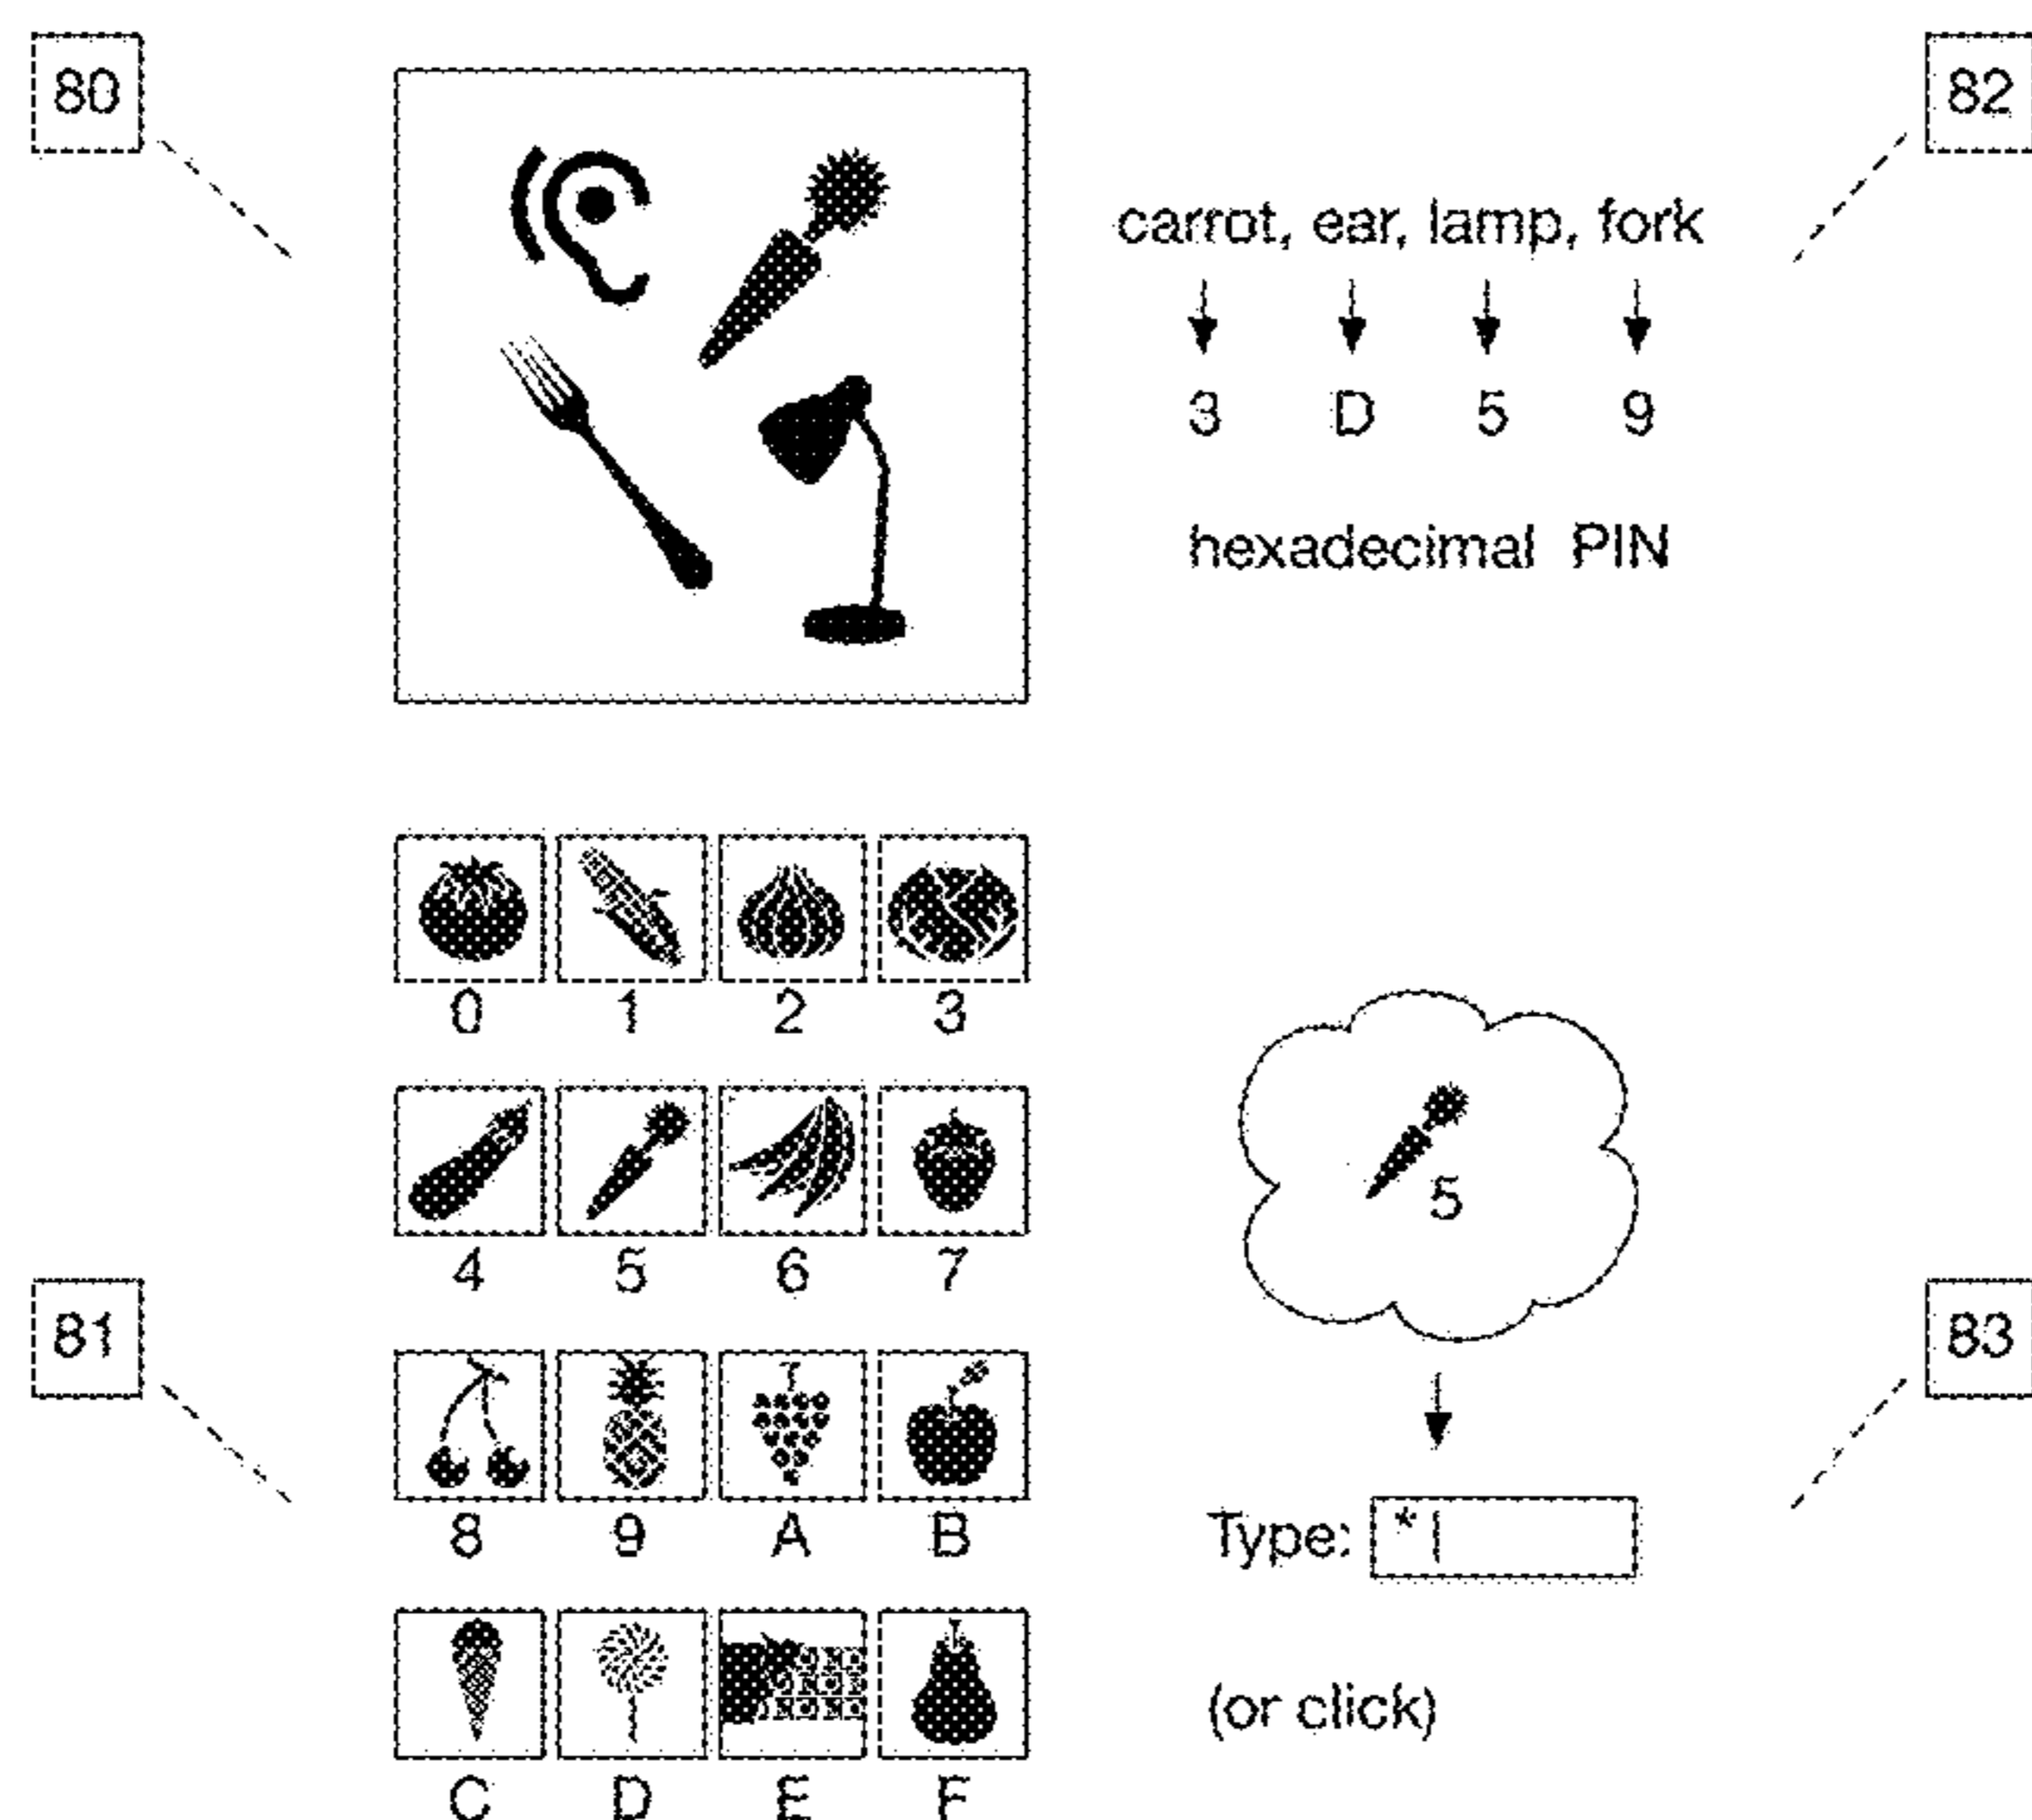 80
82
carrot, ear, lamp, fork
3 D 5 9
hexadecimal PIN
0 1 2 3
5
4 5 6 7
81
83
8 9 A B
Type: *
(or click)
C D E F